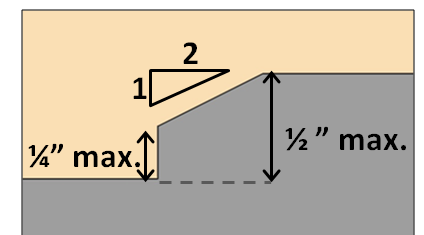 2
1
¼” max.
½ ” max.